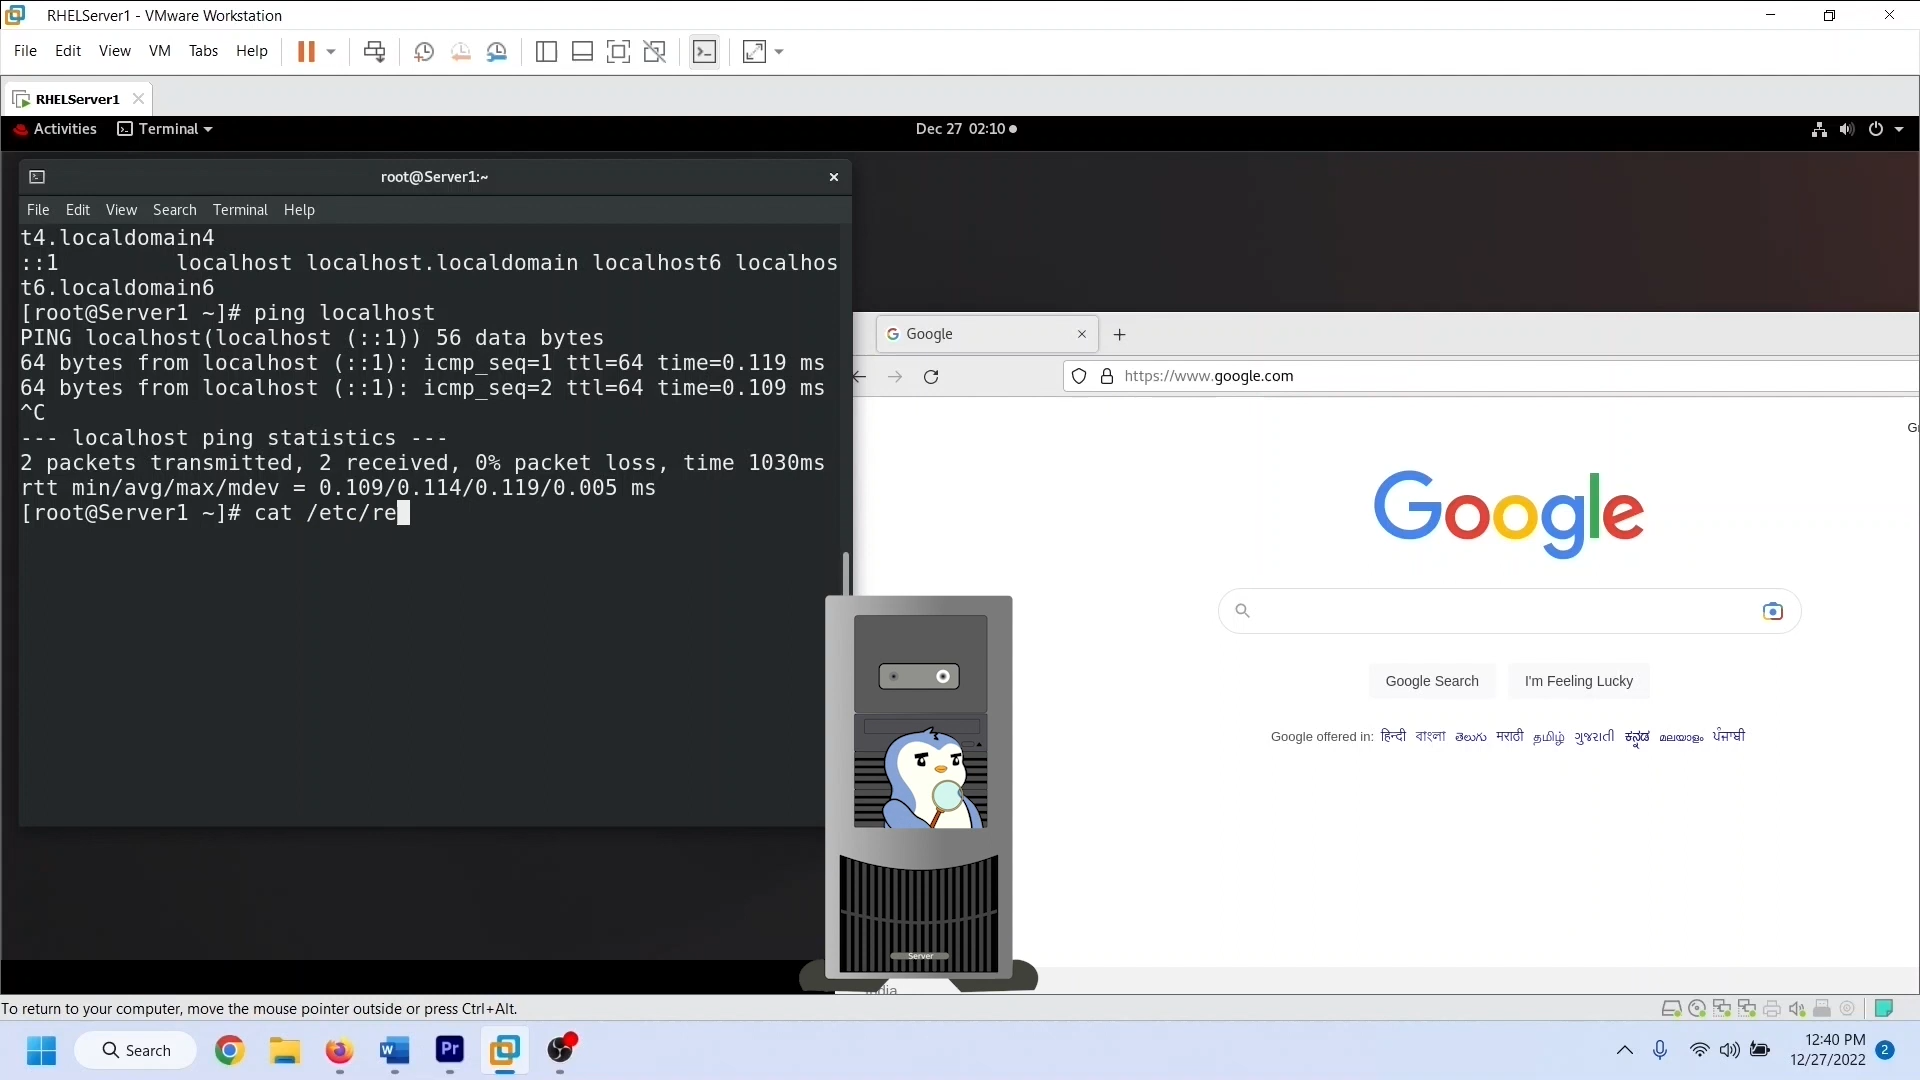 RHELServer1 - VMware Workstation
File Edit View VM Tabs Help
RHELServer1
Activities Terminal Dec 27 02:10
root@Server1:~
File Edit View Search Terminal Help
t4.localdomain4
::1         localhost localhost.localdomain localhost6 localhos
t6.localdomain6
[root@Server1 ~]# ping localhost
PING localhost(localhost (::1)) 56 data bytes
64 bytes from localhost (::1): icmp_seq=1 ttl=64 time=0.119 ms
64 bytes from localhost (::1): icmp_seq=2 ttl=64 time=0.109 ms
^C
--- localhost ping statistics ---
2 packets transmitted, 2 received, 0% packet loss, time 1030ms
rtt min/avg/max/mdev = 0.109/0.114/0.119/0.005 ms
[root@Server1 ~]# cat /etc/re
Google
https://www.google.com
Google
Google Search I'm Feeling Lucky
Google offered in: हिन्दी বাংলা తెలుగు मराठी தமிழ் ગુજરાતી ಕನ್ನಡ മലയാളം ਪੰਜਾਬੀ
Server
To return to your computer, move the mouse pointer outside or press Ctrl+Alt.
Search
Pr
12:40 PM
12/27/2022
2